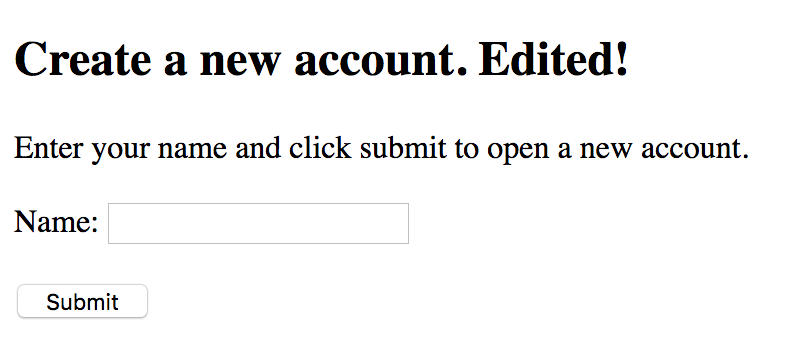 Create a new account. Edited!
Enter your name and click submit to open a new account.
Name:
Submit